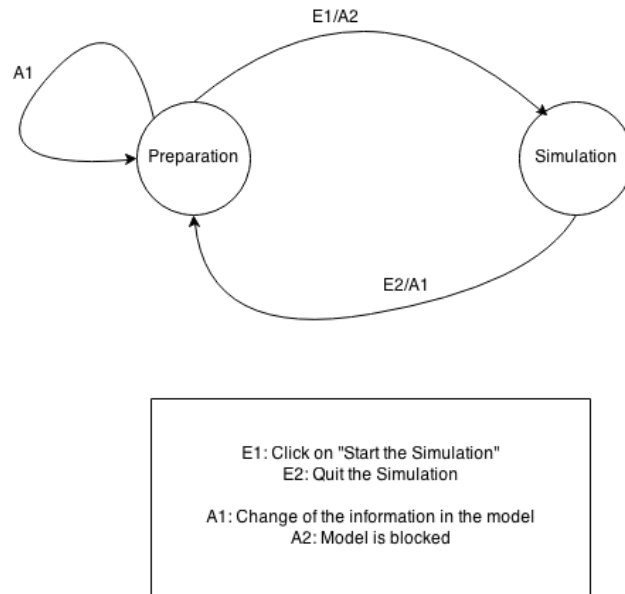 E1/A2
A1
Preparation
Simulation
E2/A1
E1: Click on "Start the Simulation"
E2: Quit the Simulation
A1: Change of the information in the model
A2: Model is blocked